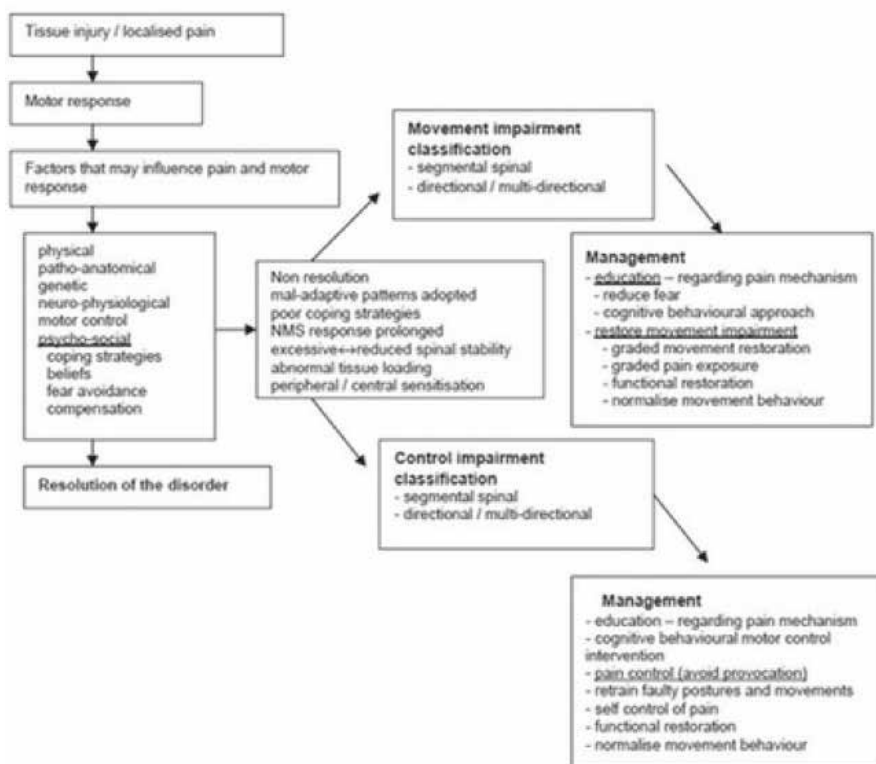 Tissue injury / localised pain
Motor response
Factors that may influence pain and motor
response
physical
patho-anatomical
genetic
neuro-physiological
motor control
psycho-social
coping strategies
beliefs
fear avoidance
compensation
Resolution of the disorder
Non resolution
mal-adaptive patterns adopted
poor coping strategies
NMS response prolonged
excessive↔reduced spinal stability
abnormal tissue loading
peripheral / central sensitisation
Movement impairment
classification
- segmental spinal
- directional / multi-directional
Management
- education – regarding pain mechanism
- reduce fear
- cognitive behavioural approach
- restore movement impairment
- graded movement restoration
- graded pain exposure
- functional restoration
- normalise movement behaviour
Control impairment
classification
- segmental spinal
- directional / multi-directional
Management
- education – regarding pain mechanism
- cognitive behavioural motor control
intervention
- pain control (avoid provocation)
- retrain faulty postures and movements
- self control of pain
- functional restoration
- normalise movement behaviour